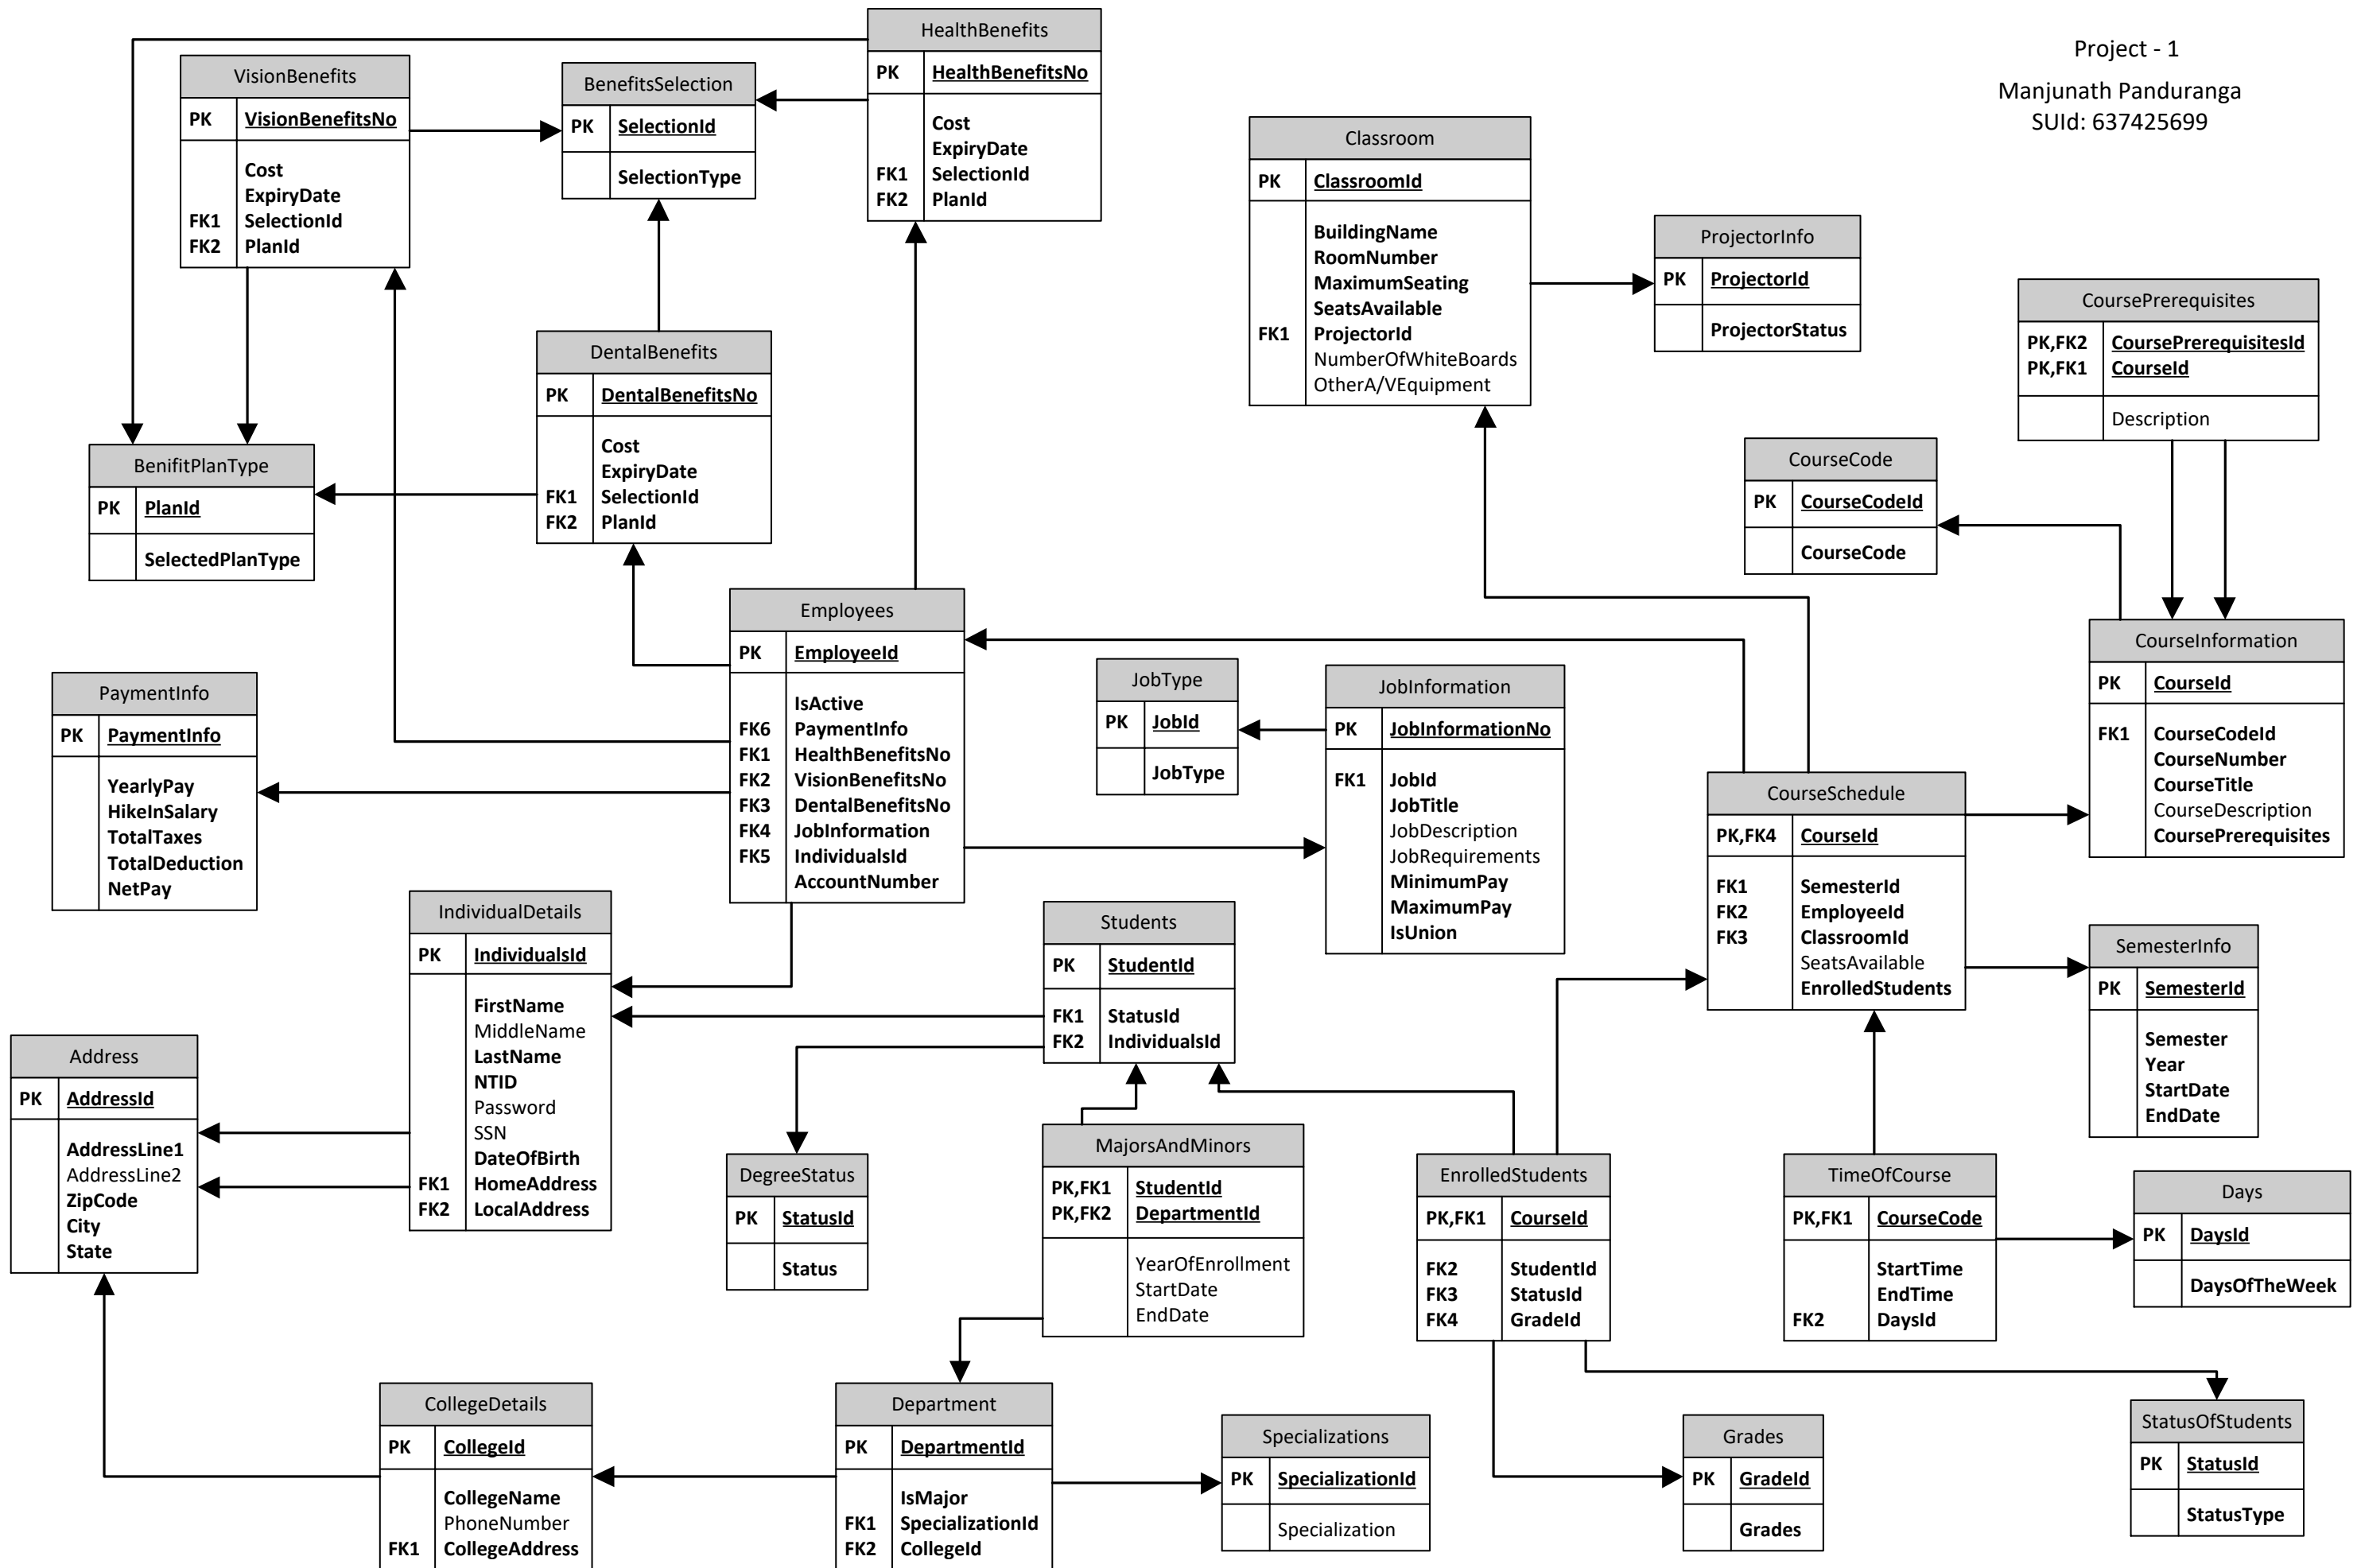 Project - 1
Manjunath Panduranga
SUId: 637425699
HealthBenefits
PK HealthBenefitsNo
Cost
ExpiryDate
FK1 SelectionId
FK2 PlanId
VisionBenefits
PK VisionBenefitsNo
Cost
ExpiryDate
FK1 SelectionId
FK2 PlanId
BenefitsSelection
PK SelectionId
SelectionType
Classroom
PK ClassroomId
BuildingName
RoomNumber
MaximumSeating
SeatsAvailable
FK1 ProjectorId
NumberOfWhiteBoards
OtherA/VEquipment
ProjectorInfo
PK ProjectorId
ProjectorStatus
CoursePrerequisites
PK,FK2 CoursePrerequisitesId
PK,FK1 CourseId
Description
DentalBenefits
PK DentalBenefitsNo
Cost
ExpiryDate
FK1 SelectionId
FK2 PlanId
BenifitPlanType
PK PlanId
SelectedPlanType
CourseCode
PK CourseCodeId
CourseCode
Employees
PK EmployeeId
IsActive
FK6 PaymentInfo
FK1 HealthBenefitsNo
FK2 VisionBenefitsNo
FK3 DentalBenefitsNo
FK4 JobInformation
FK5 IndividualsId
AccountNumber
CourseInformation
PK CourseId
FK1 CourseCodeId
CourseNumber
CourseTitle
CourseDescription
CoursePrerequisites
PaymentInfo
PK PaymentInfo
YearlyPay
HikeInSalary
TotalTaxes
TotalDeduction
NetPay
JobType
PK JobId
JobType
JobInformation
PK JobInformationNo
FK1 JobId
JobTitle
JobDescription
JobRequirements
MinimumPay
MaximumPay
IsUnion
CourseSchedule
PK,FK4 CourseId
FK1 SemesterId
FK2 EmployeeId
FK3 ClassroomId
SeatsAvailable
EnrolledStudents
IndividualDetails
PK IndividualsId
FirstName
MiddleName
LastName
NTID
Password
SSN
DateOfBirth
FK1 HomeAddress
FK2 LocalAddress
Students
PK StudentId
FK1 StatusId
FK2 IndividualsId
SemesterInfo
PK SemesterId
Semester
Year
StartDate
EndDate
Address
PK AddressId
AddressLine1
AddressLine2
ZipCode
City
State
DegreeStatus
PK StatusId
Status
MajorsAndMinors
PK,FK1 StudentId
PK,FK2 DepartmentId
YearOfEnrollment
StartDate
EndDate
EnrolledStudents
PK,FK1 CourseId
FK2 StudentId
FK3 StatusId
FK4 GradeId
TimeOfCourse
PK,FK1 CourseCode
StartTime
EndTime
FK2 DaysId
Days
PK DaysId
DaysOfTheWeek
CollegeDetails
PK CollegeId
CollegeName
PhoneNumber
FK1 CollegeAddress
Department
PK DepartmentId
IsMajor
FK1 SpecializationId
FK2 CollegeId
Specializations
PK SpecializationId
Specialization
Grades
PK GradeId
Grades
StatusOfStudents
PK StatusId
StatusType